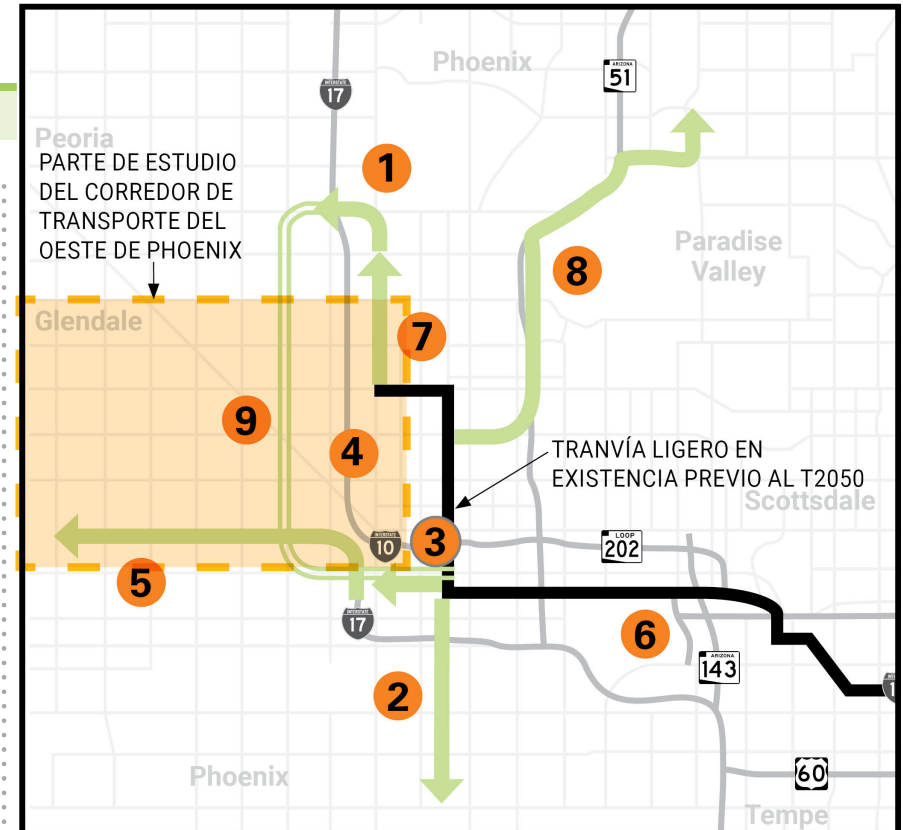 Phoenix
ARIZONA
51
INTERSTATE
17
Peoria
PARTE DE ESTUDIO
DEL CORREDOR DE
TRANSPORTE DEL
OESTE DE PHOENIX
1
Paradise
Valley
8
Glendale
7
9
4
TRANVÍA LIGERO EN
EXISTENCIA PREVIO AL T2050
Scottsdale
3
INTERSTATE
10
LOOP
202
5
INTERSTATE
17
6
ARIZONA
143
2
Phoenix
60
Tempe